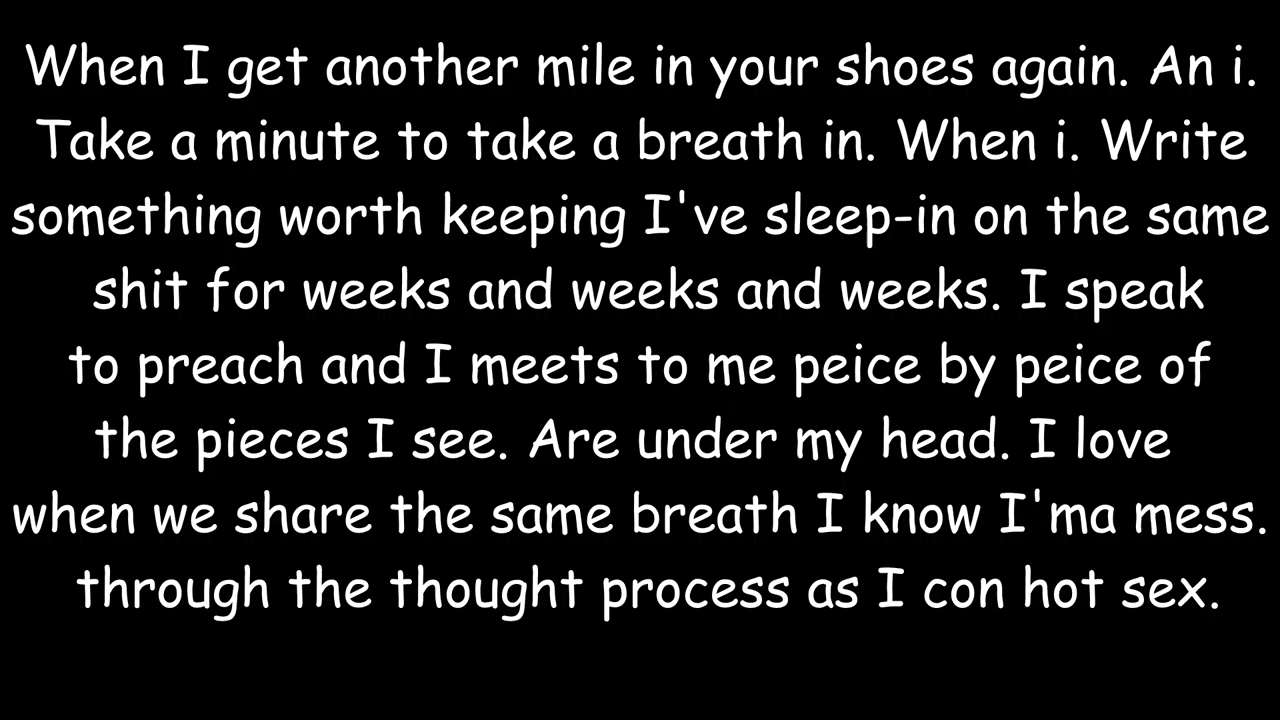 When I get another mile in your shoes again. An i.
Take a minute to take a breath in. When i. Write
something worth keeping I've sleep-in on the same
shit for weeks and weeks and weeks. I speak
to preach and I meets to me peice by peice of
the pieces I see. Are under my head. I love
when we share the same breath I know I'ma mess.
through the thought process as I con hot sex.